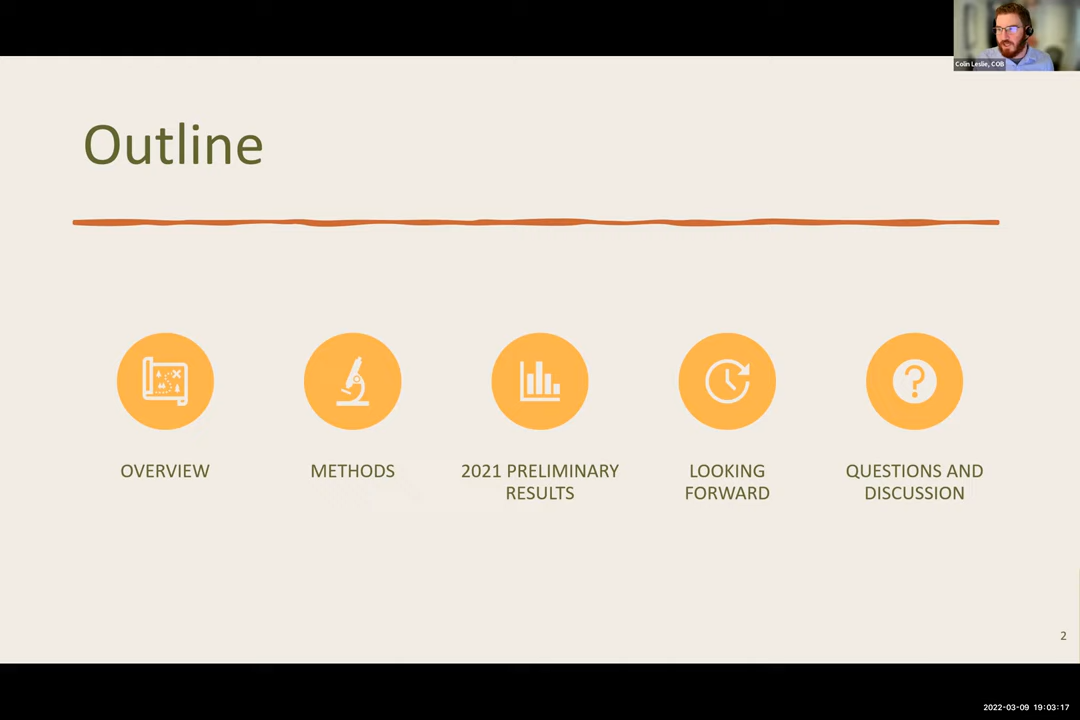 Colin Leslie, COB
Outline
OVERVIEW
METHODS
2021 PRELIMINARY
RESULTS
LOOKING
FORWARD
QUESTIONS AND
DISCUSSION
2
2022-03-09 19:03:17